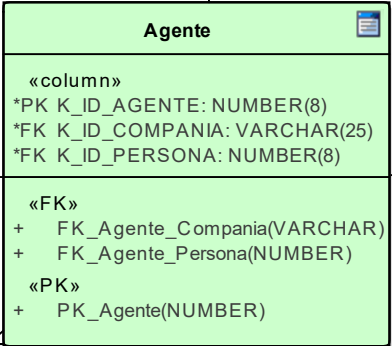 Agente
«column»
*PK K_ID_AGENTE: NUMBER(8)
*FK K_ID_COMPANIA: VARCHAR(25)
*FK K_ID_PERSONA: NUMBER(8)
«FK»
+ FK_Agente_Compania(VARCHAR)
+ FK_Agente_Persona(NUMBER)
«PK»
+ PK_Agente(NUMBER)